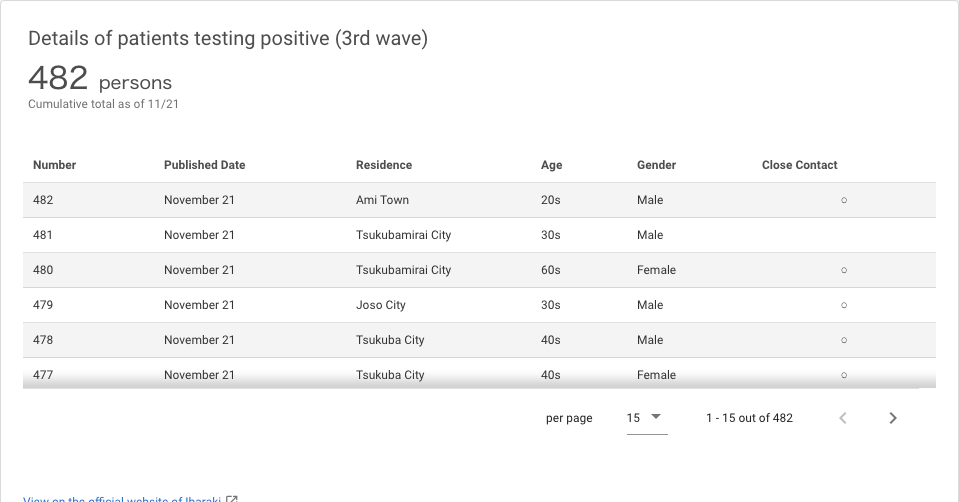 Details of patients testing positive (3rd wave)
482 persons
Cumulative total as of 11/21
Number Published Date Residence Age Gender Close Contact
482 November 21 Ami Town 20s Male ○
481 November 21 Tsukubamirai City 30s Male
480 November 21 Tsukubamirai City 60s Female ○
479 November 21 Joso City 30s Male ○
478 November 21 Tsukuba City 40s Male ○
477 November 21 Tsukuba City 40s Female ○
per page 15 1 - 15 out of 482
View on the official website of Ibaraki